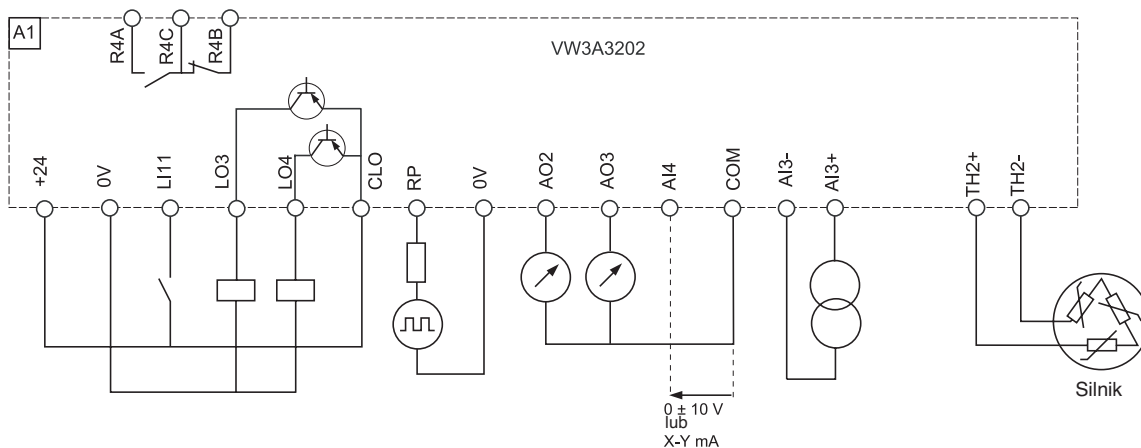 A1
R4A
R4C
R4B
VW3A3202
+24
0V
LI11
LO3
LO4
CLO
RP
0V
AO2
AO3
AI4
COM
AI3-
AI3+
TH2+
TH2-
0 ± 10 V
lub
X-Y mA
Silnik